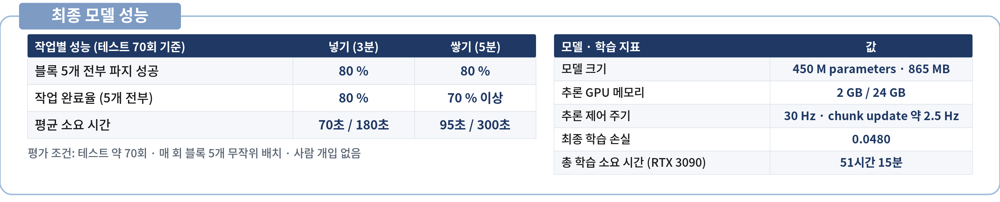 최종 모델 성능
작업별 성능 (테스트 70회 기준) 넣기 (3분) 쌓기 (5분)
블록 5개 전부 파지 성공 80 % 80 %
작업 완료율 (5개 전부) 80 % 70 % 이상
평균 소요 시간 70초 / 180초 95초 / 300초
평가 조건: 테스트 약 70회 · 매 회 블록 5개 무작위 배치 · 사람 개입 없음
모델 · 학습 지표 값
모델 크기 450 M parameters · 865 MB
추론 GPU 메모리 2 GB / 24 GB
추론 제어 주기 30 Hz · chunk update 약 2.5 Hz
최종 학습 손실 0.0480
총 학습 소요 시간 (RTX 3090) 51시간 15분